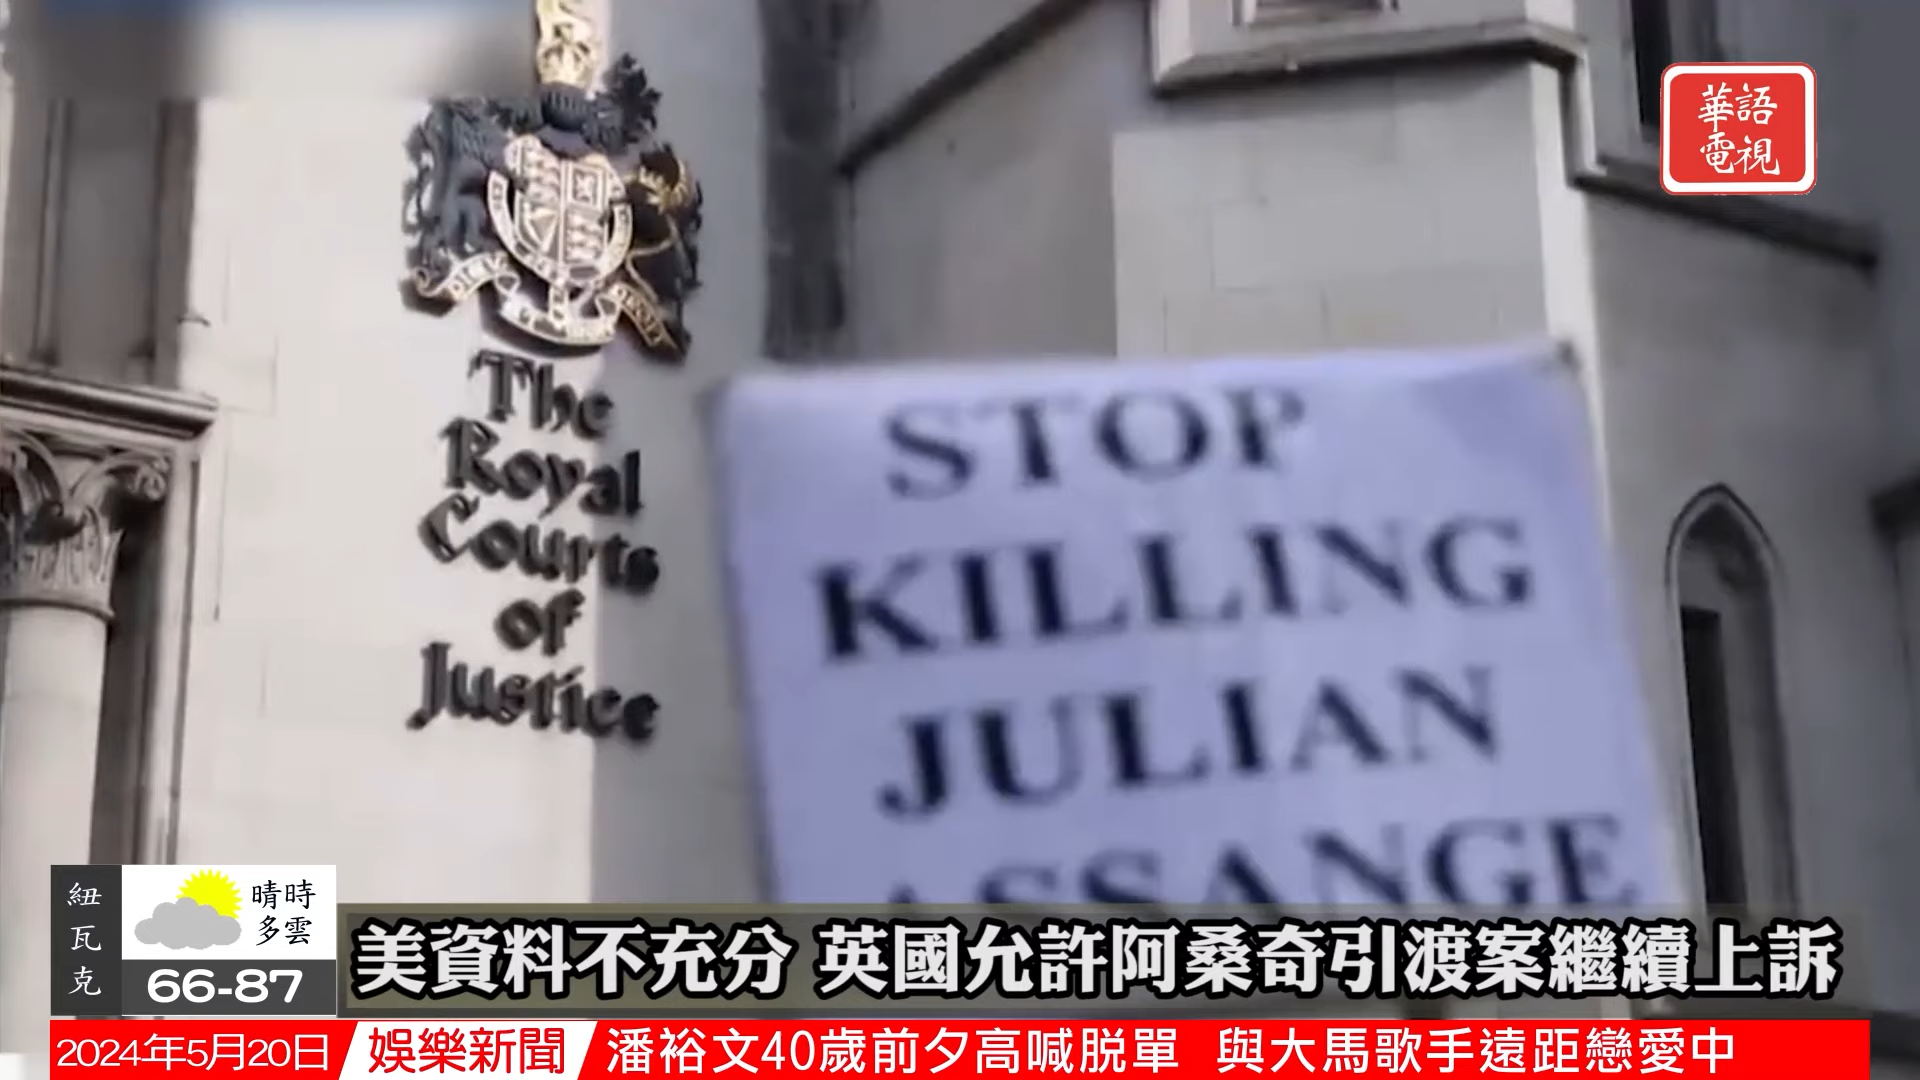 華語
電視
The
Royal
Courts
of
Justice
STOP
KILLING
JULIAN
ASSANGE
紐瓦克
晴時
多雲
66-87
美資料不充分 英國允許阿桑奇引渡案繼續上訴
2024年5月20日
娛樂新聞
潘裕文40歲前夕高喊脱單 與大馬歌手遠距戀愛中